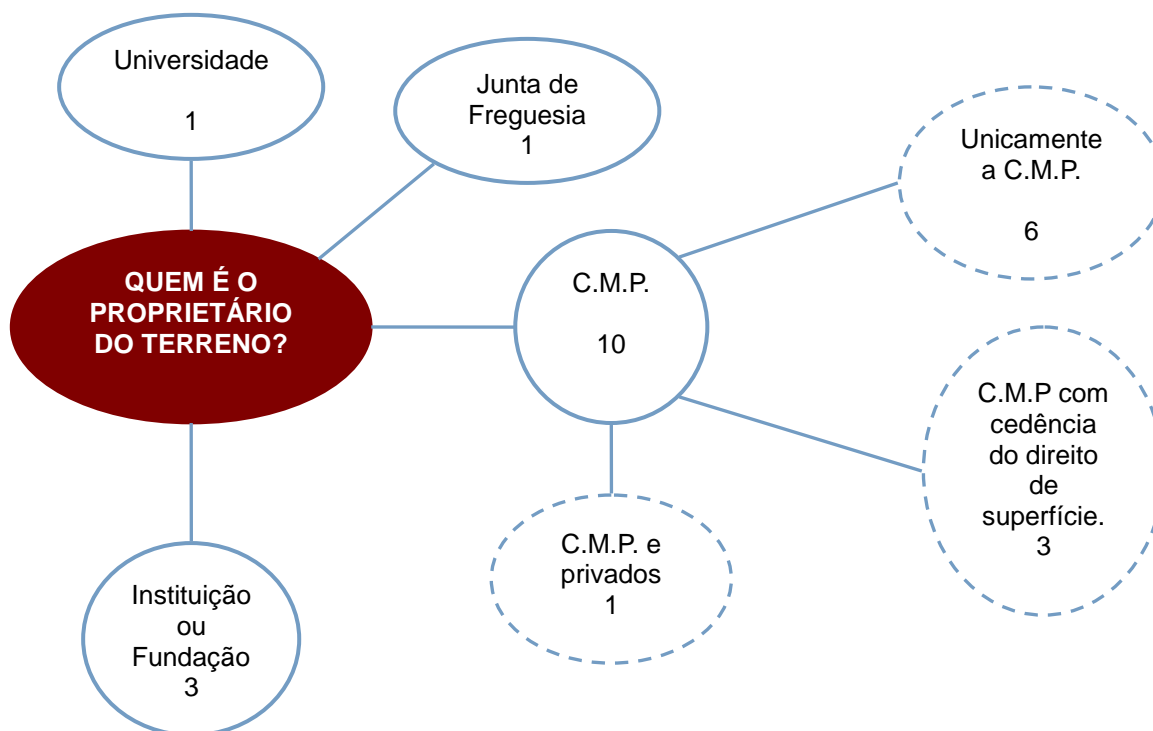 Universidade
1
Junta de
Freguesia
1
Unicamente
a C.M.P.
6
QUEM É O
PROPRIETÁRIO
DO TERRENO?
C.M.P.
10
C.M.P com
cedência
do direito
de
superfície.
3
C.M.P. e
privados
1
Instituição
ou
Fundação
3